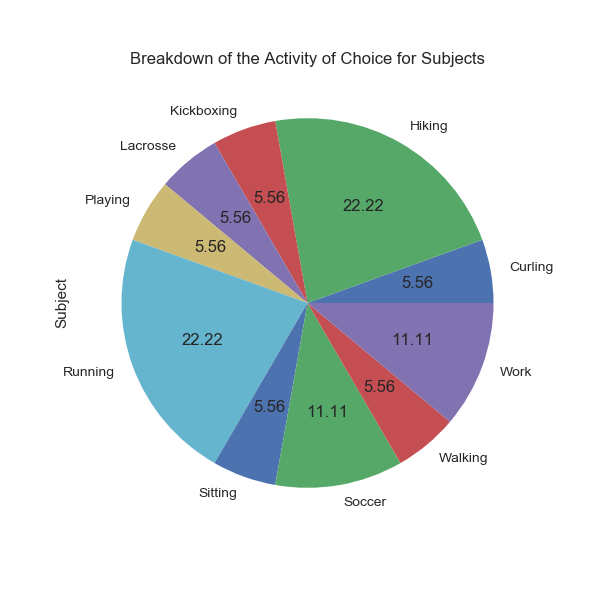 Breakdown of the Activity of Choice for Subjects
Kickboxing
Hiking
Lacrosse
Playing
5.56
22.22
5.56
5.56
Curling
5.56
Subject
22.22
11.11
Running
Work
5.56
5.56
11.11
Walking
Sitting
Soccer